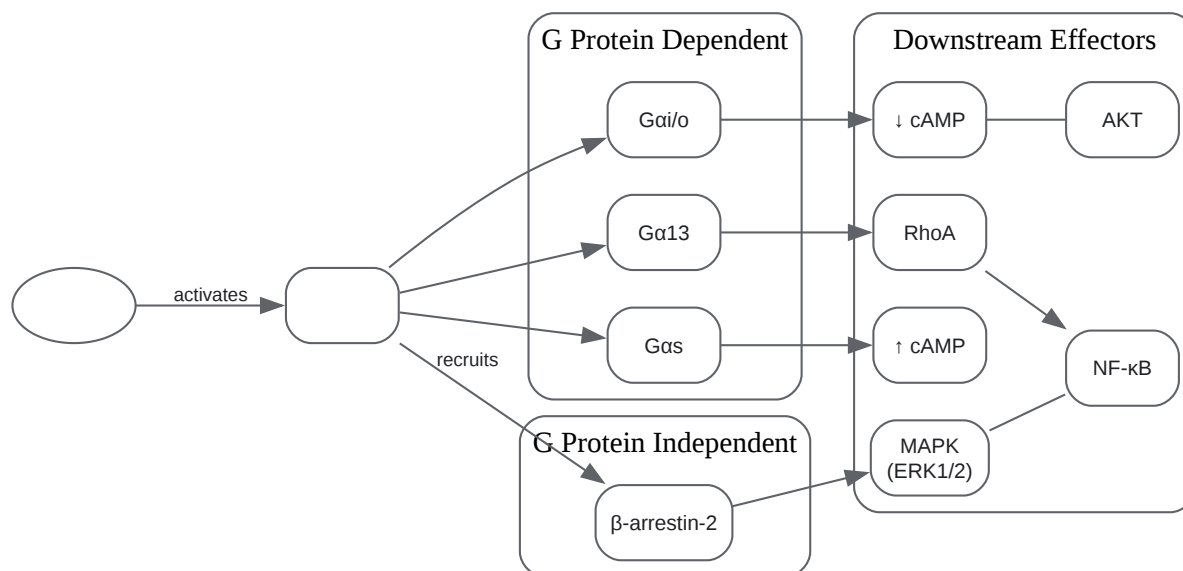 G Protein Dependent
Downstream Effectors
Gαi/o
↓ cAMP
AKT
Gα13
RhoA
activates
Gαs
↑ cAMP
NF-κB
recruits
G Protein Independent
MAPK
(ERK1/2)
β-arrestin-2